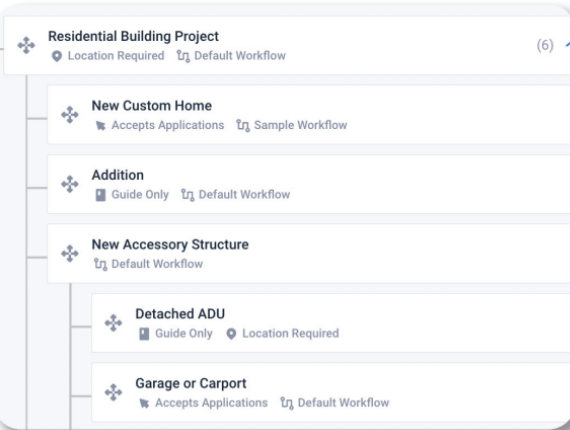 Residential Building Project
Location Required Default Workflow
(6)
New Custom Home
Accepts Applications Sample Workflow
Addition
Guide Only Default Workflow
New Accessory Structure
Default Workflow
Detached ADU
Guide Only Location Required
Garage or Carport
Accepts Applications Default Workflow